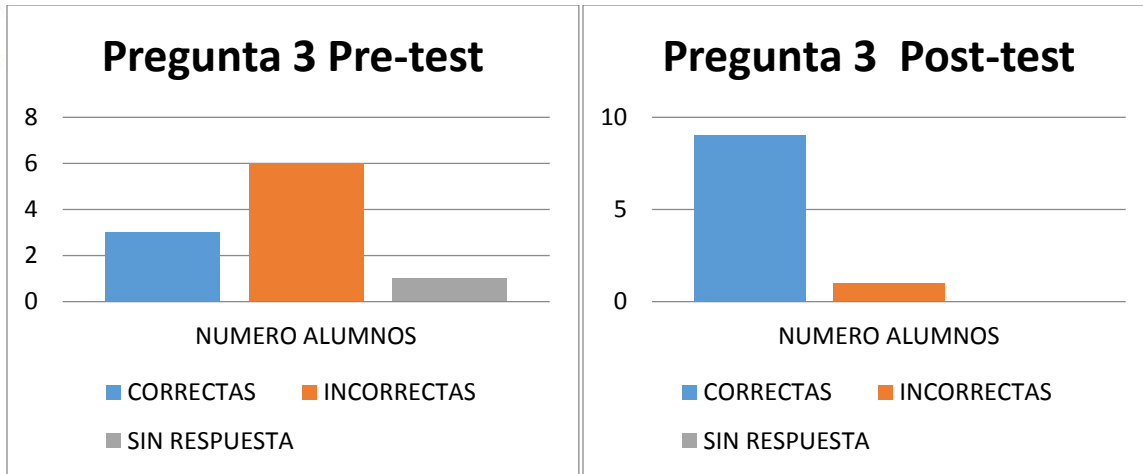 Pregunta 3 Pre-test
8
6
4
2
0
NUMERO ALUMNOS
CORRECTAS
INCORRECTAS
SIN RESPUESTA
Pregunta 3 Post-test
10
5
0
NUMERO ALUMNOS
CORRECTAS
INCORRECTAS
SIN RESPUESTA